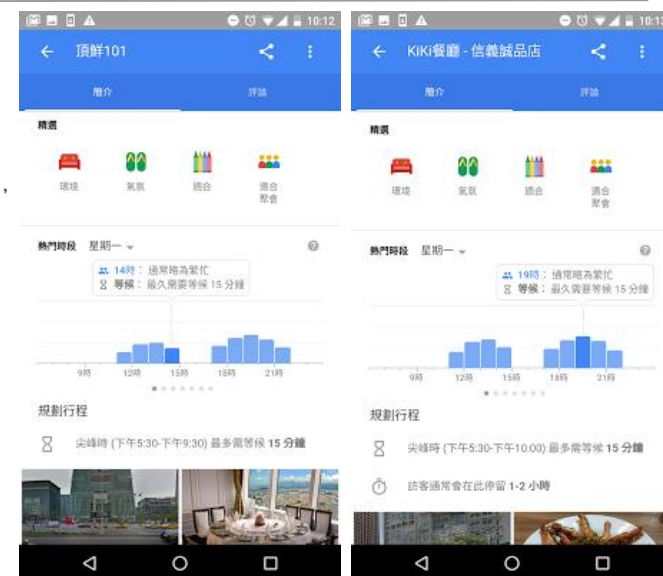 ,
10:12
頂鮮101
簡介 評論
精選
環境 氣氛 適合 適合
聚會
熱門時段 星期一
14時： 通常略為繁忙
等候： 最久需要等候 15 分鐘
9時 12時 15時 18時 21時
規劃行程
尖峰時 (下午5:30-下午9:30) 最多需等候 15 分鐘
10:13
KiKi餐廳 - 信義誠品店
簡介 評論
精選
環境 氣氛 適合 適合
聚會
熱門時段 星期一
19時： 通常略為繁忙
等候： 最久需要等候 15 分鐘
9時 12時 15時 18時 21時
規劃行程
尖峰時 (下午5:30-下午10:00) 最多需等候 15 分鐘
訪客通常會在此停留 1-2 小時